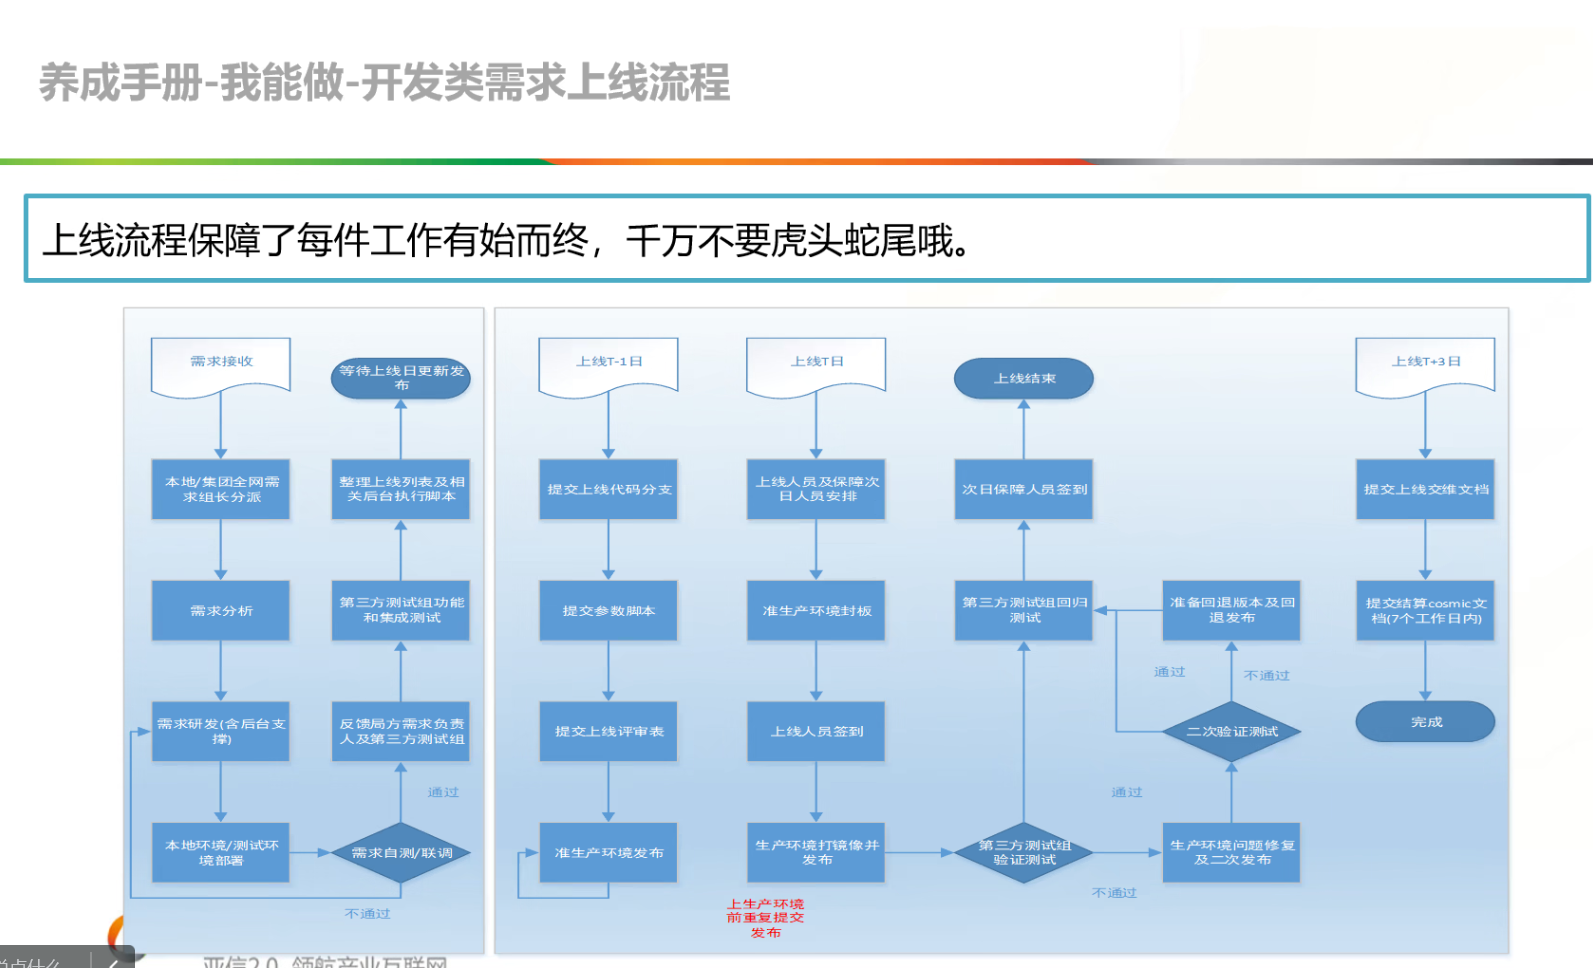 养成手册-我能做-开发类需求上线流程
上线流程保障了每件工作有始而终，千万不要虎头蛇尾哦。
需求接收
本地/集团全网需
求组长分派
需求分析
需求研发(含后台支
撑)
本地环境/测试环
境部署
需求自测/联调
不通过
通过
反馈局方需求负责
人及第三方测试组
第三方测试组功能
和集成测试
整理上线列表及相
关后台执行脚本
等待上线日更新发
布
上线T-1日
提交上线代码分支
提交参数脚本
提交上线评审表
准生产环境发布
上线T日
上线人员及保障次
日人员安排
准生产环境封板
上线人员签到
生产环境打镜像并
发布
上生产环境
前重复提交
发布
第三方测试组
验证测试
通过
不通过
生产环境问题修复
及二次发布
二次验证测试
通过
不通过
准备回退版本及回
退发布
第三方测试组回归
测试
次日保障人员签到
上线结束
上线T+3日
提交上线交维文档
提交结算cosmic文
档(7个工作日内)
完成
亚信2.0 领航产业互联网
说点什么...